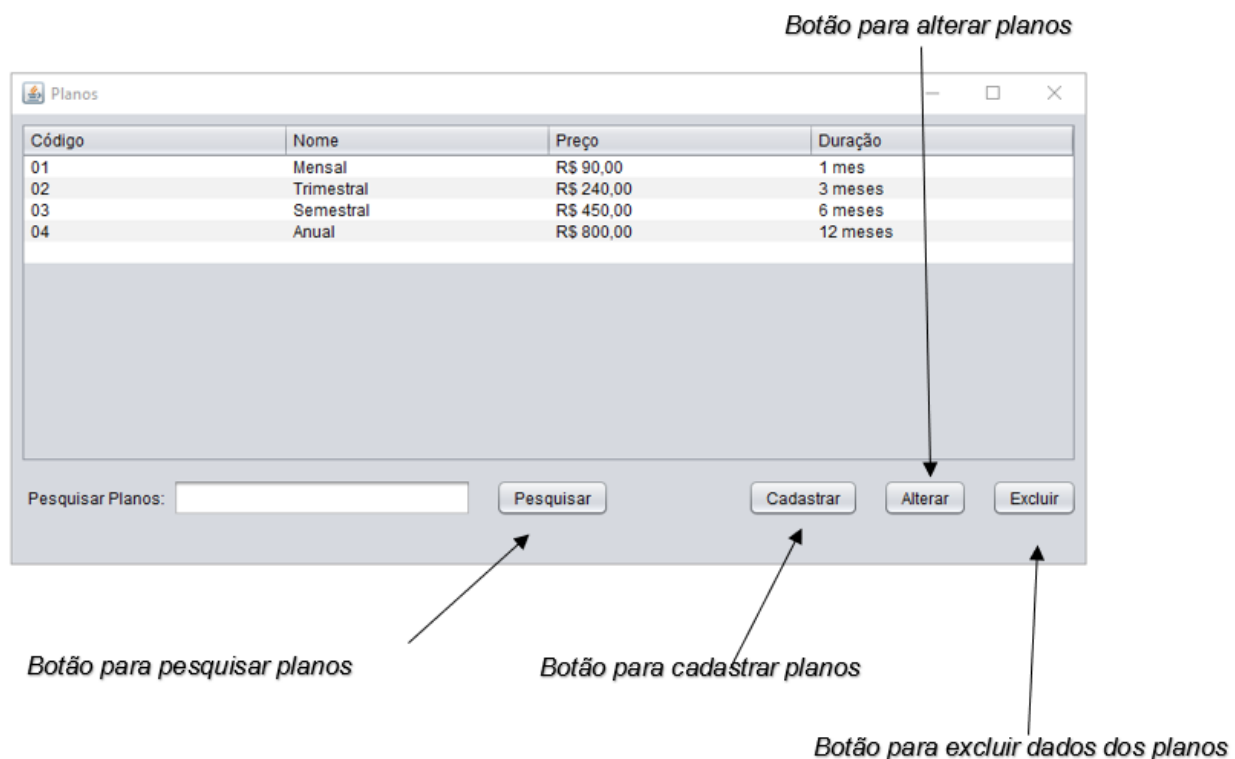 Botão para alterar planos
Planos
Código Nome Preço Duração
01 Mensal R$ 90,00 1 mes
02 Trimestral R$ 240,00 3 meses
03 Semestral R$ 450,00 6 meses
04 Anual R$ 800,00 12 meses
Pesquisar Planos: Pesquisar Cadastrar Alterar Excluir
Botão para pesquisar planos Botão para cadastrar planos
Botão para excluir dados dos planos